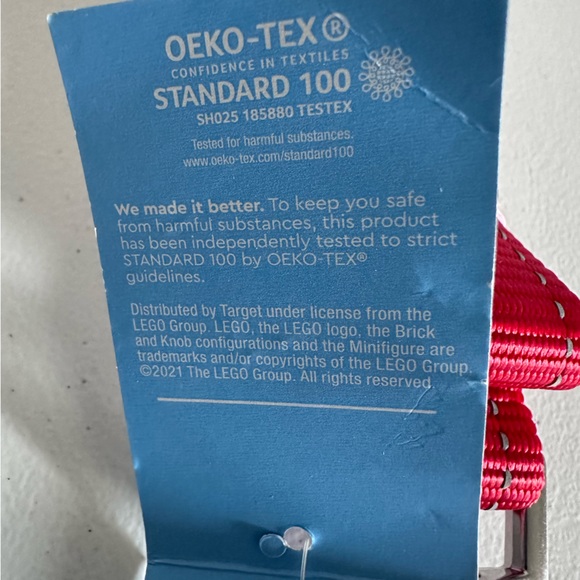 OEKO-TEX®
CONFIDENCE IN TEXTILES
STANDARD 100
SH025 185880 TESTEX
Tested for harmful substances.
www.oeko-tex.com/standard100
We made it better. To keep you safe
from harmful substances, this product
has been independently tested to strict
STANDARD 100 by OEKO-TEX®
guidelines.
Distributed by Target under license from the
LEGO Group. LEGO, the LEGO logo, the Brick
and Knob configurations and the Minifigure are
trademarks and/or copyrights of the LEGO Group.
©2021 The LEGO Group. All rights reserved.